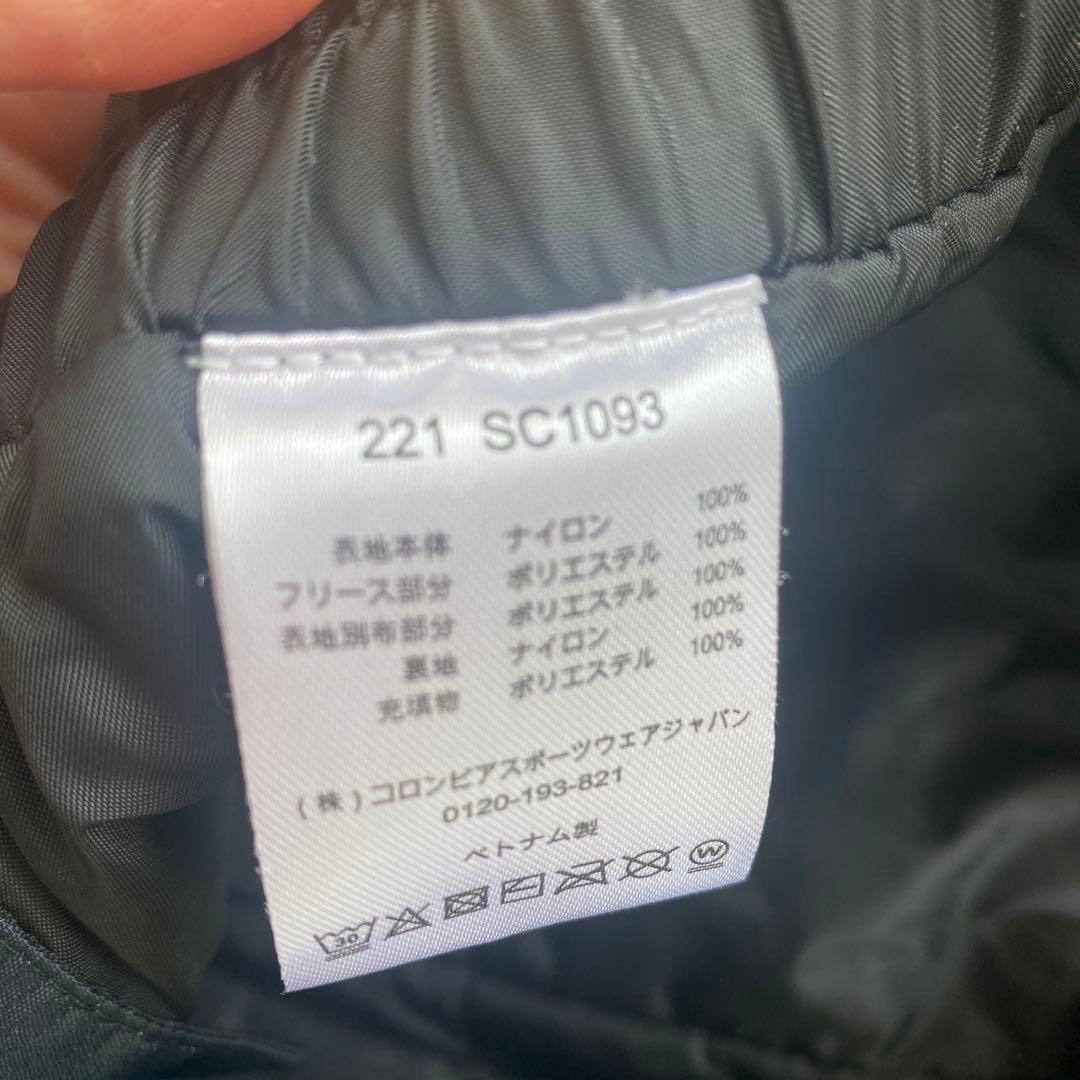 221 SC1093
表地本体 ナイロン 100%
フリース部分 ポリエステル 100%
表地別布部分 ポリエステル 100%
裏地 ナイロン 100%
充填物 ポリエステル 100%
(株)コロンビアスポーツウェアジャパン
0120-193-821
ベトナム製
30 W